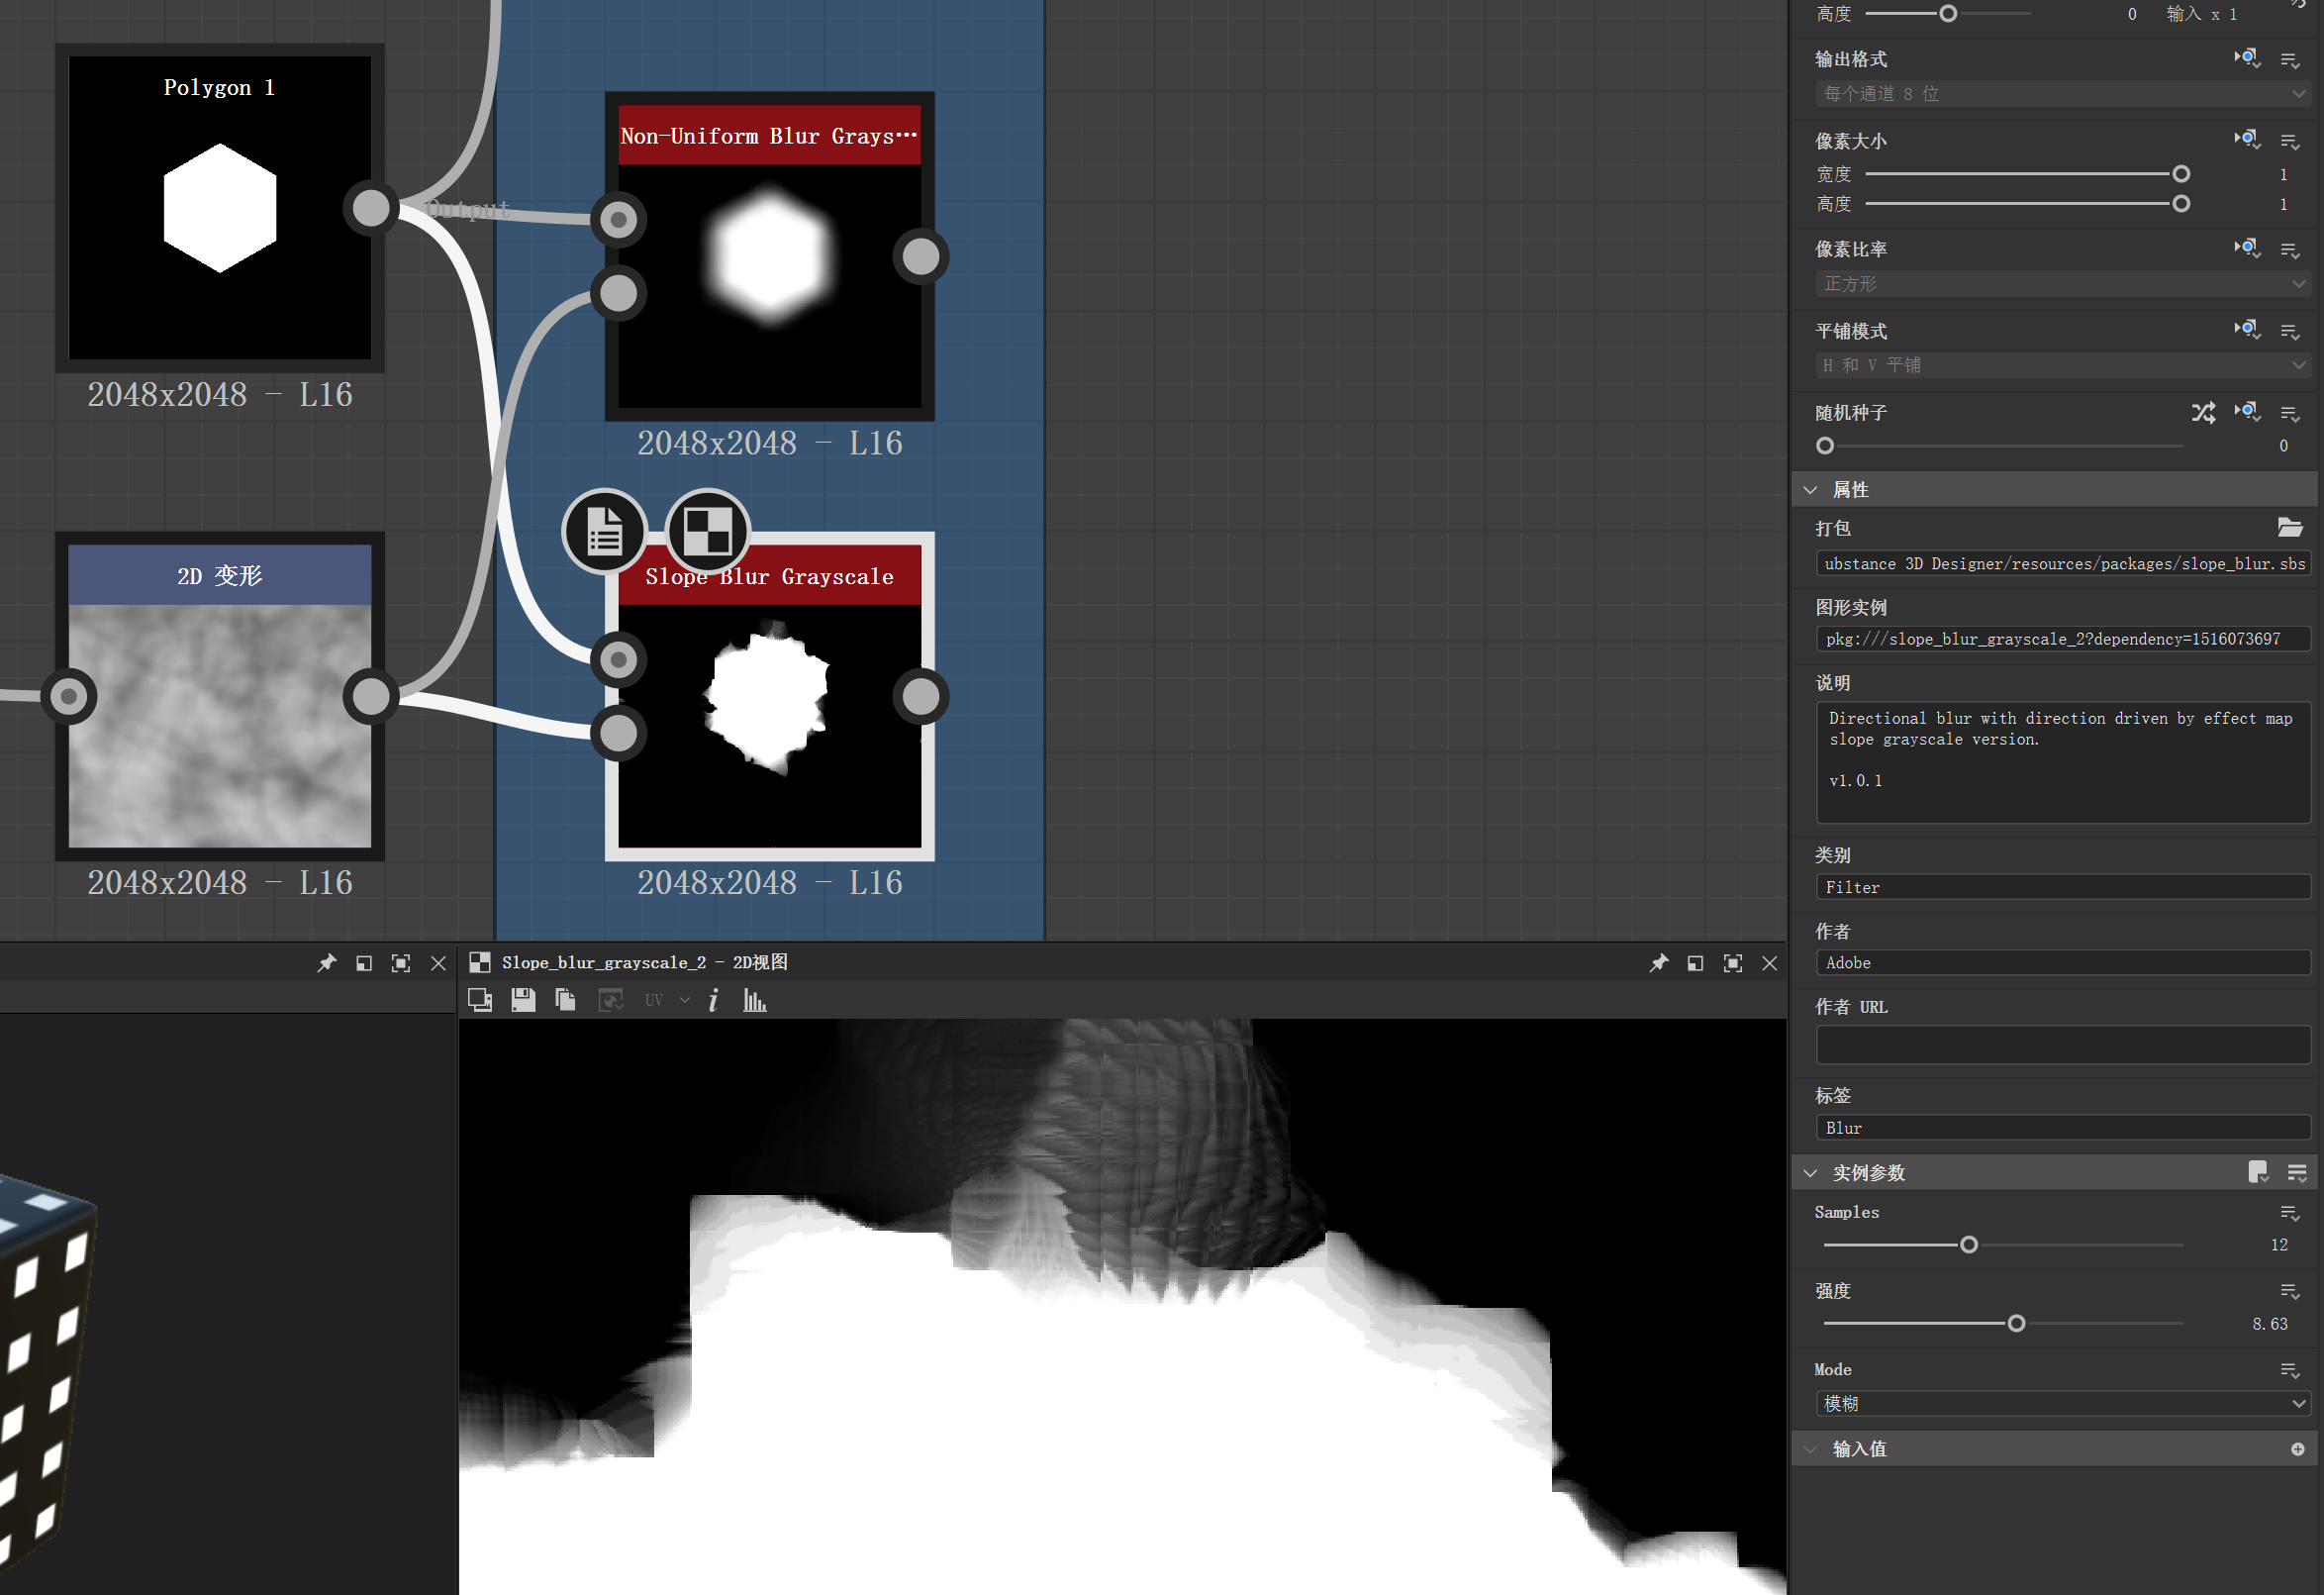 Polygon 1
2048x2048 - L16
Output
Non-Uniform Blur Grays…
2048x2048 - L16
2D 变形
2048x2048 - L16
Slope Blur Grayscale
2048x2048 - L16
Slope_blur_grayscale_2 - 2D视图
UV
高度 0 输入 x 1
输出格式
每个通道 8 位
像素大小
宽度 1
高度 1
像素比率
正方形
平铺模式
H 和 V 平铺
随机种子
0
属性
打包
ubstance 3D Designer/resources/packages/slope_blur.sbs
图形实例
pkg:///slope_blur_grayscale_2?dependency=1516073697
说明
Directional blur with direction driven by effect map
slope grayscale version.
v1.0.1
类别
Filter
作者
Adobe
作者 URL
标签
Blur
实例参数
Samples
12
强度
8.63
Mode
模糊
输入值